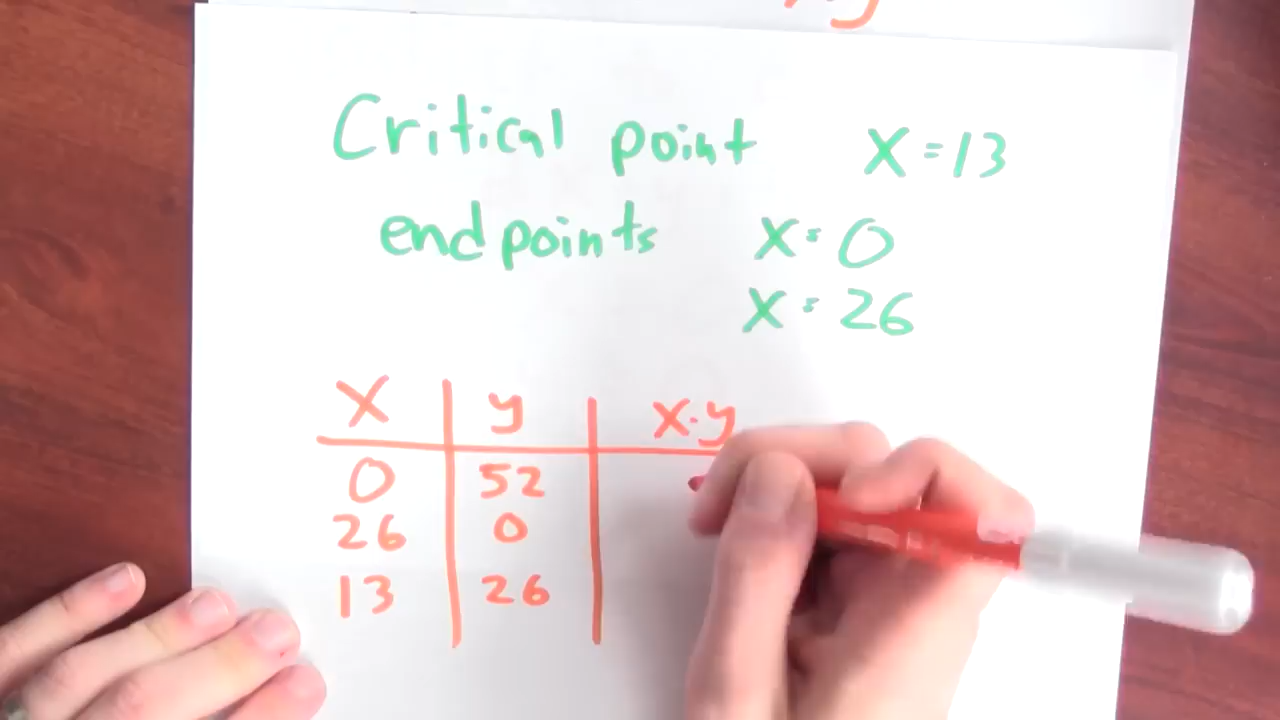 Critical point x = 13
endpoints x = 0
x = 26
x y x·y
0 52
26 0
13 26